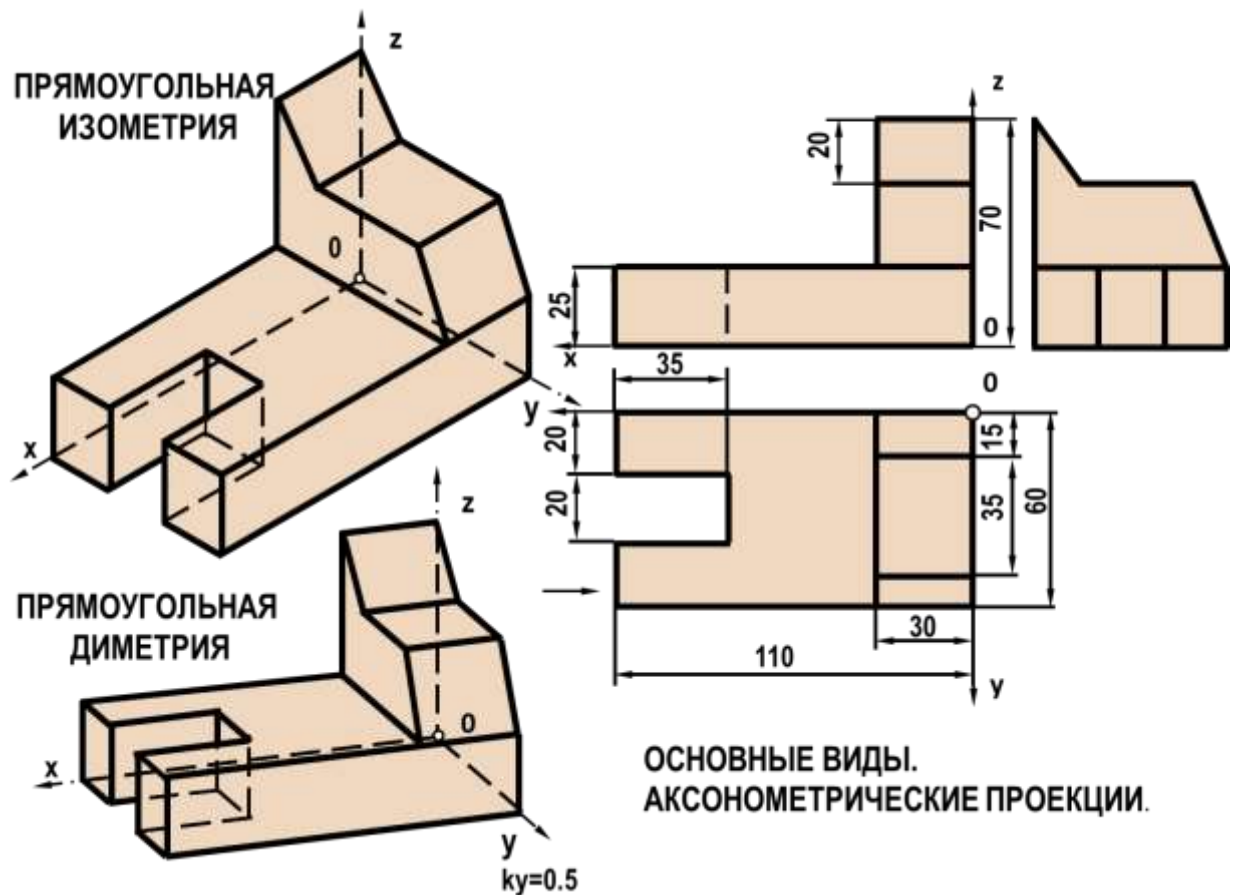 z
ПРЯМОУГОЛЬНАЯ
ИЗОМЕТРИЯ
0
x
y
z
20
70
25
0
x
35
0
y
20
20
15
35
60
30
110
y
ПРЯМОУГОЛЬНАЯ
ДИМЕТРИЯ
z
0
x
y
ky=0.5
ОСНОВНЫЕ ВИДЫ.
АКСОНОМЕТРИЧЕСКИЕ ПРОЕКЦИИ.